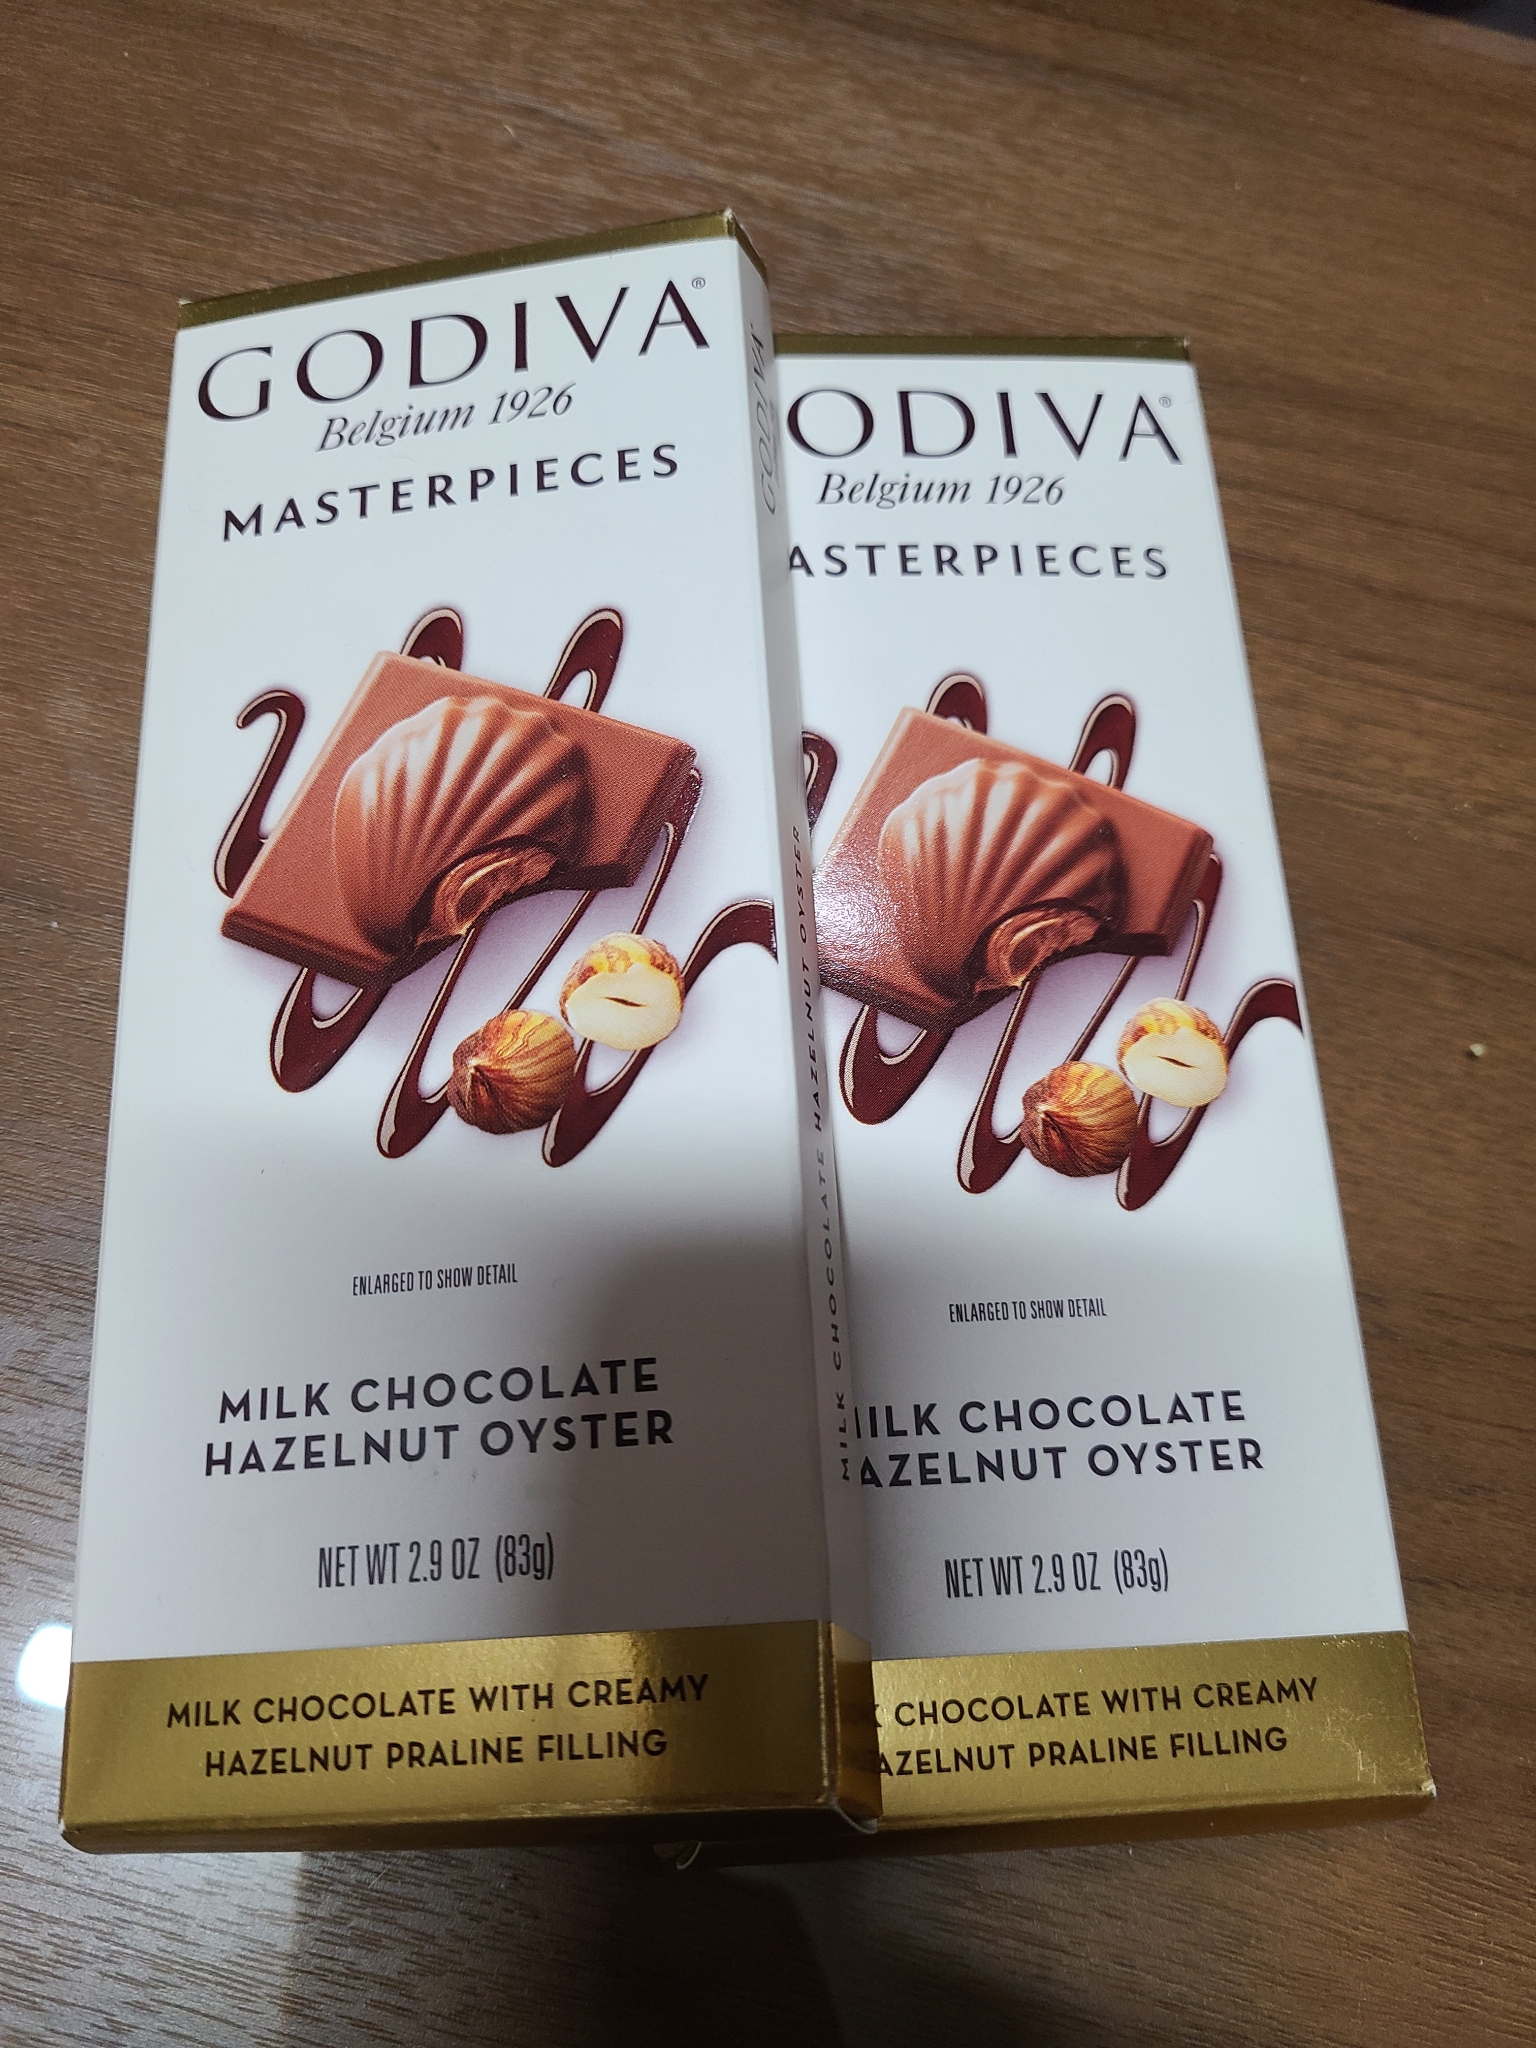 GODIVA®
Belgium 1926
MASTERPIECES
ENLARGED TO SHOW DETAIL
MILK CHOCOLATE
HAZELNUT OYSTER
NET WT 2.9 OZ (83g)
MILK CHOCOLATE WITH CREAMY
HAZELNUT PRALINE FILLING
GODIVA
MILK CHOCOLATE HAZELNUT OYSTER
ODIVA®
Belgium 1926
ASTERPIECES
ENLARGED TO SHOW DETAIL
ILK CHOCOLATE
AZELNUT OYSTER
NET WT 2.9 OZ (83g)
K CHOCOLATE WITH CREAMY
AZELNUT PRALINE FILLING